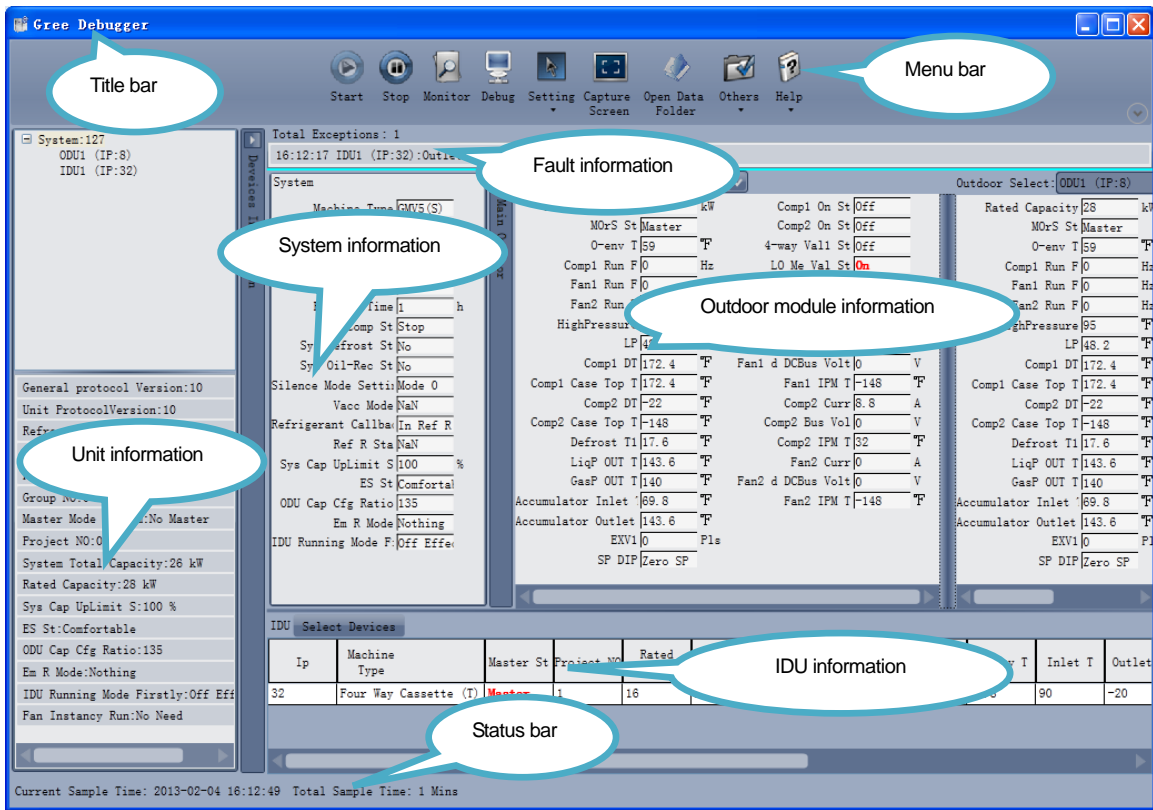 Gree Debugger
Title bar
Menu bar
Start Stop Monitor Debug Setting Capture Screen Open Data Folder Others Help
System:127
ODU1 (IP:8)
IDU1 (IP:32)
Total Exceptions: 1
16:12:17 IDU1 (IP:32):
Fault information
System
Outdoor Select: ODU1 (IP:8)
System information
Outdoor module information
Machine Type GMV5(S)
Time 1 h
Comp St Stop
Defrost St No
Oil-Rec St No
Silence Mode Settin Mode 0
Vacc Mode NaN
Refrigerant Callba In Ref R
Ref R Sta NaN
Sys Cap UpLimit S 100 %
ES St Comfortal
ODU Cap Cfg Ratio 135
Em R Mode Nothing
IDU Running Mode F: Off Effe
kW
MOrS St Master
O-env T 59 °F
Comp1 Run F 0 Hz
Fan1 Run F 0
Fan2 Run
HighPressur
LP
Comp1 DT 172.4 °F
Comp1 Case Top T 172.4 °F
Comp2 DT -22 °F
Comp2 Case Top T -148 °F
Defrost T1 17.6 °F
LiqP OUT T 143.6 °F
GasP OUT T 140 °F
Accumulator Inlet 69.8 °F
Accumulator Outlet 143.6 °F
EXV1 0 Pls
SP DIP Zero SP
Comp1 On St Off
Comp2 On St Off
4-way Val1 St Off
LO Me Val St On
Fan1 d DCBus Volt 0 V
Fan1 IPM T -148 °F
Comp2 Curr 8.8 A
Comp2 Bus Vol 0 V
Comp2 IPM T 32 °F
Fan2 Curr 0 A
Fan2 d DCBus Volt 0 V
Fan2 IPM T -148 °F
Rated Capacity 28 kW
MOrS St Master
O-env T 59 °F
Comp1 Run F 0 Hz
Fan1 Run F 0 Hz
Fan2 Run F 0 Hz
HighPressure 95 °F
LP 48.2 °F
Comp1 DT 172.4 °F
Comp1 Case Top T 172.4 °F
Comp2 DT -22 °F
Comp2 Case Top T -148 °F
Defrost T1 17.6 °F
LiqP OUT T 143.6 °F
GasP OUT T 140 °F
Accumulator Inlet 69.8 °F
Accumulator Outlet 143.6 °F
EXV1 0
SP DIP Zero SP
General protocol Version:10
Unit ProtocolVersion:10
Unit information
Group NO:
Master Mode :No Master
Project NO:0
System Total Capacity:26 kW
Rated Capacity:28 kW
Sys Cap UpLimit S:100 %
ES St:Comfortable
ODU Cap Cfg Ratio:135
Em R Mode:Nothing
IDU Running Mode Firstly:Off Eff
Fan Instancy Run:No Need
IDU Select Devices
Ip Machine Type Master St Project NO Rated T Inlet T Outlet
32 Four Way Cassette (T) Master 1 16 90 -20
IDU information
Status bar
Current Sample Time: 2013-02-04 16:12:49 Total Sample Time: 1 Mins